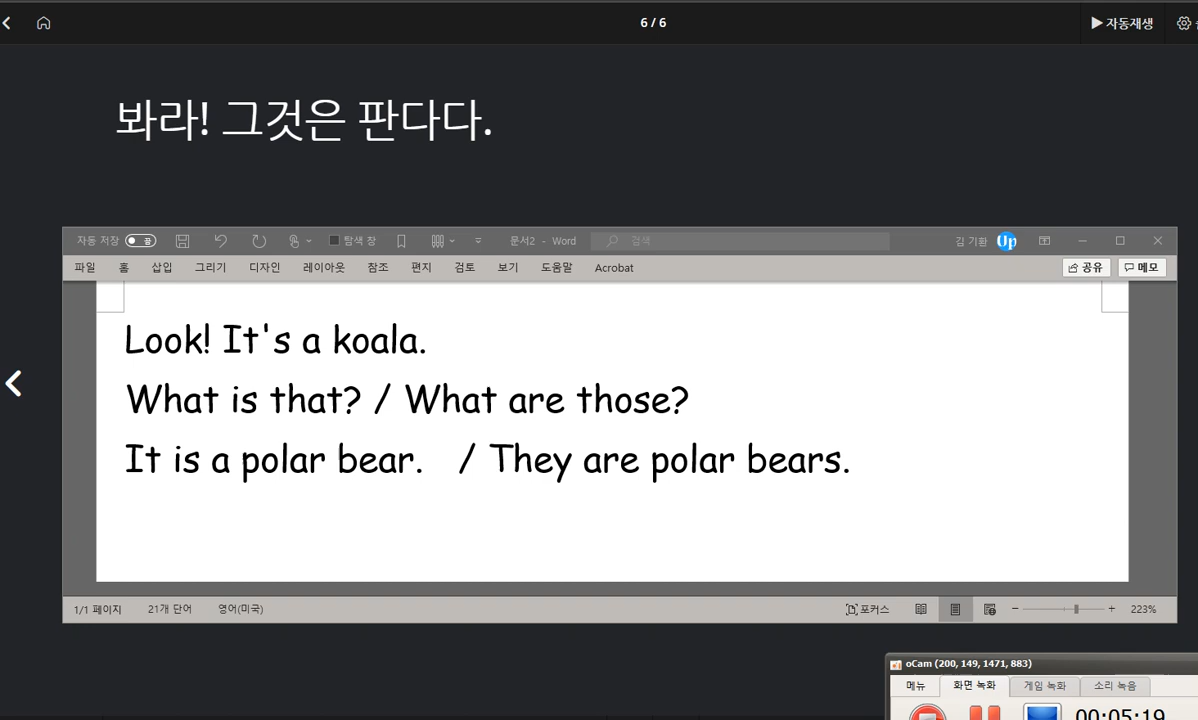 6 / 6
▶ 자동재생
봐라! 그것은 판다다.
자동 저장 끔 탐색 창 문서2 - Word 검색 김 기환 Up
파일 홈 삽입 그리기 디자인 레이아웃 참조 편지 검토 보기 도움말 Acrobat 공유 메모
Look! It's a koala.
What is that? / What are those?
It is a polar bear. / They are polar bears.
1/1 페이지 21개 단어 영어(미국) 포커스 － + 223%
oCam (200, 149, 1471, 883)
메뉴 화면 녹화 게임 녹화 소리 녹음
00:05:19